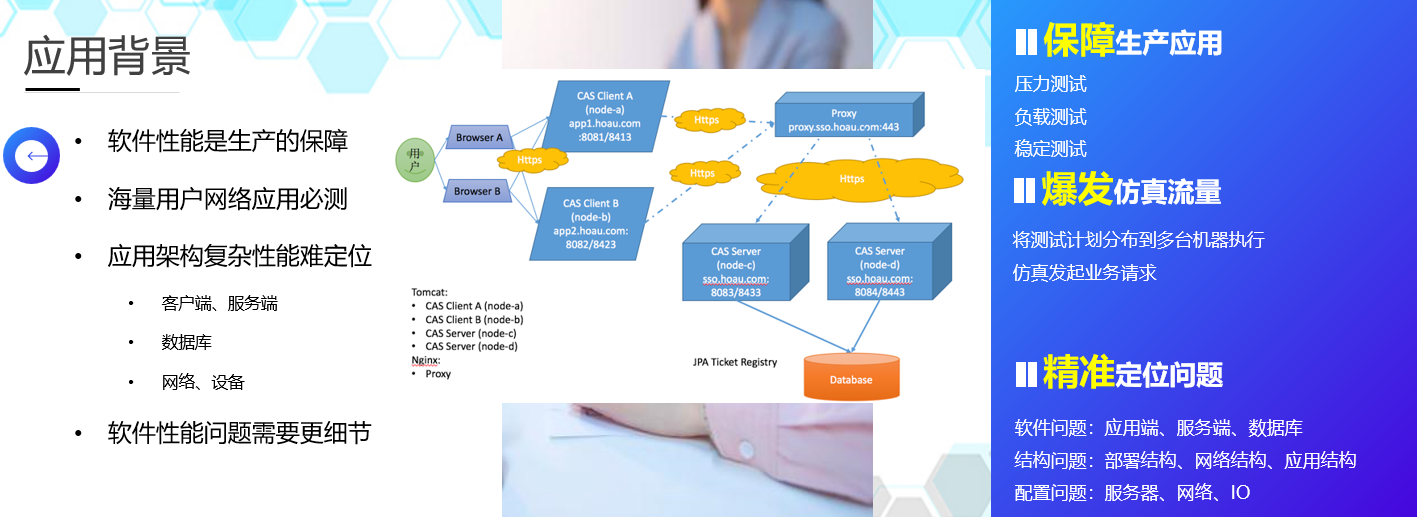 应用背景
• 软件性能是生产的保障
• 海量用户网络应用必测
• 应用架构复杂性能难定位
• 客户端、服务端
• 数据库
• 网络、设备
• 软件性能问题需要更细节
用户
Browser A
Browser B
Https
CAS Client A
(node-a)
app1.hoau.com
:8081/8413
CAS Client B
(node-b)
app2.hoau.com:
8082/8423
Https
Https
Proxy
proxy.sso.hoau.com:443
Https
CAS Server
(node-c)
sso.hoau.com:
8083/8433
CAS Server
(node-d)
sso.hoau.com:
8084/8443
Tomcat:
• CAS Client A (node-a)
• CAS Client B (node-b)
• CAS Server (node-c)
• CAS Server (node-d)
Nginx:
• Proxy
JPA Ticket Registry
Database
保障生产应用
压力测试
负载测试
稳定测试
爆发仿真流量
将测试计划分布到多台机器执行
仿真发起业务请求
精准定位问题
软件问题：应用端、服务端、数据库
结构问题：部署结构、网络结构、应用结构
配置问题：服务器、网络、IO